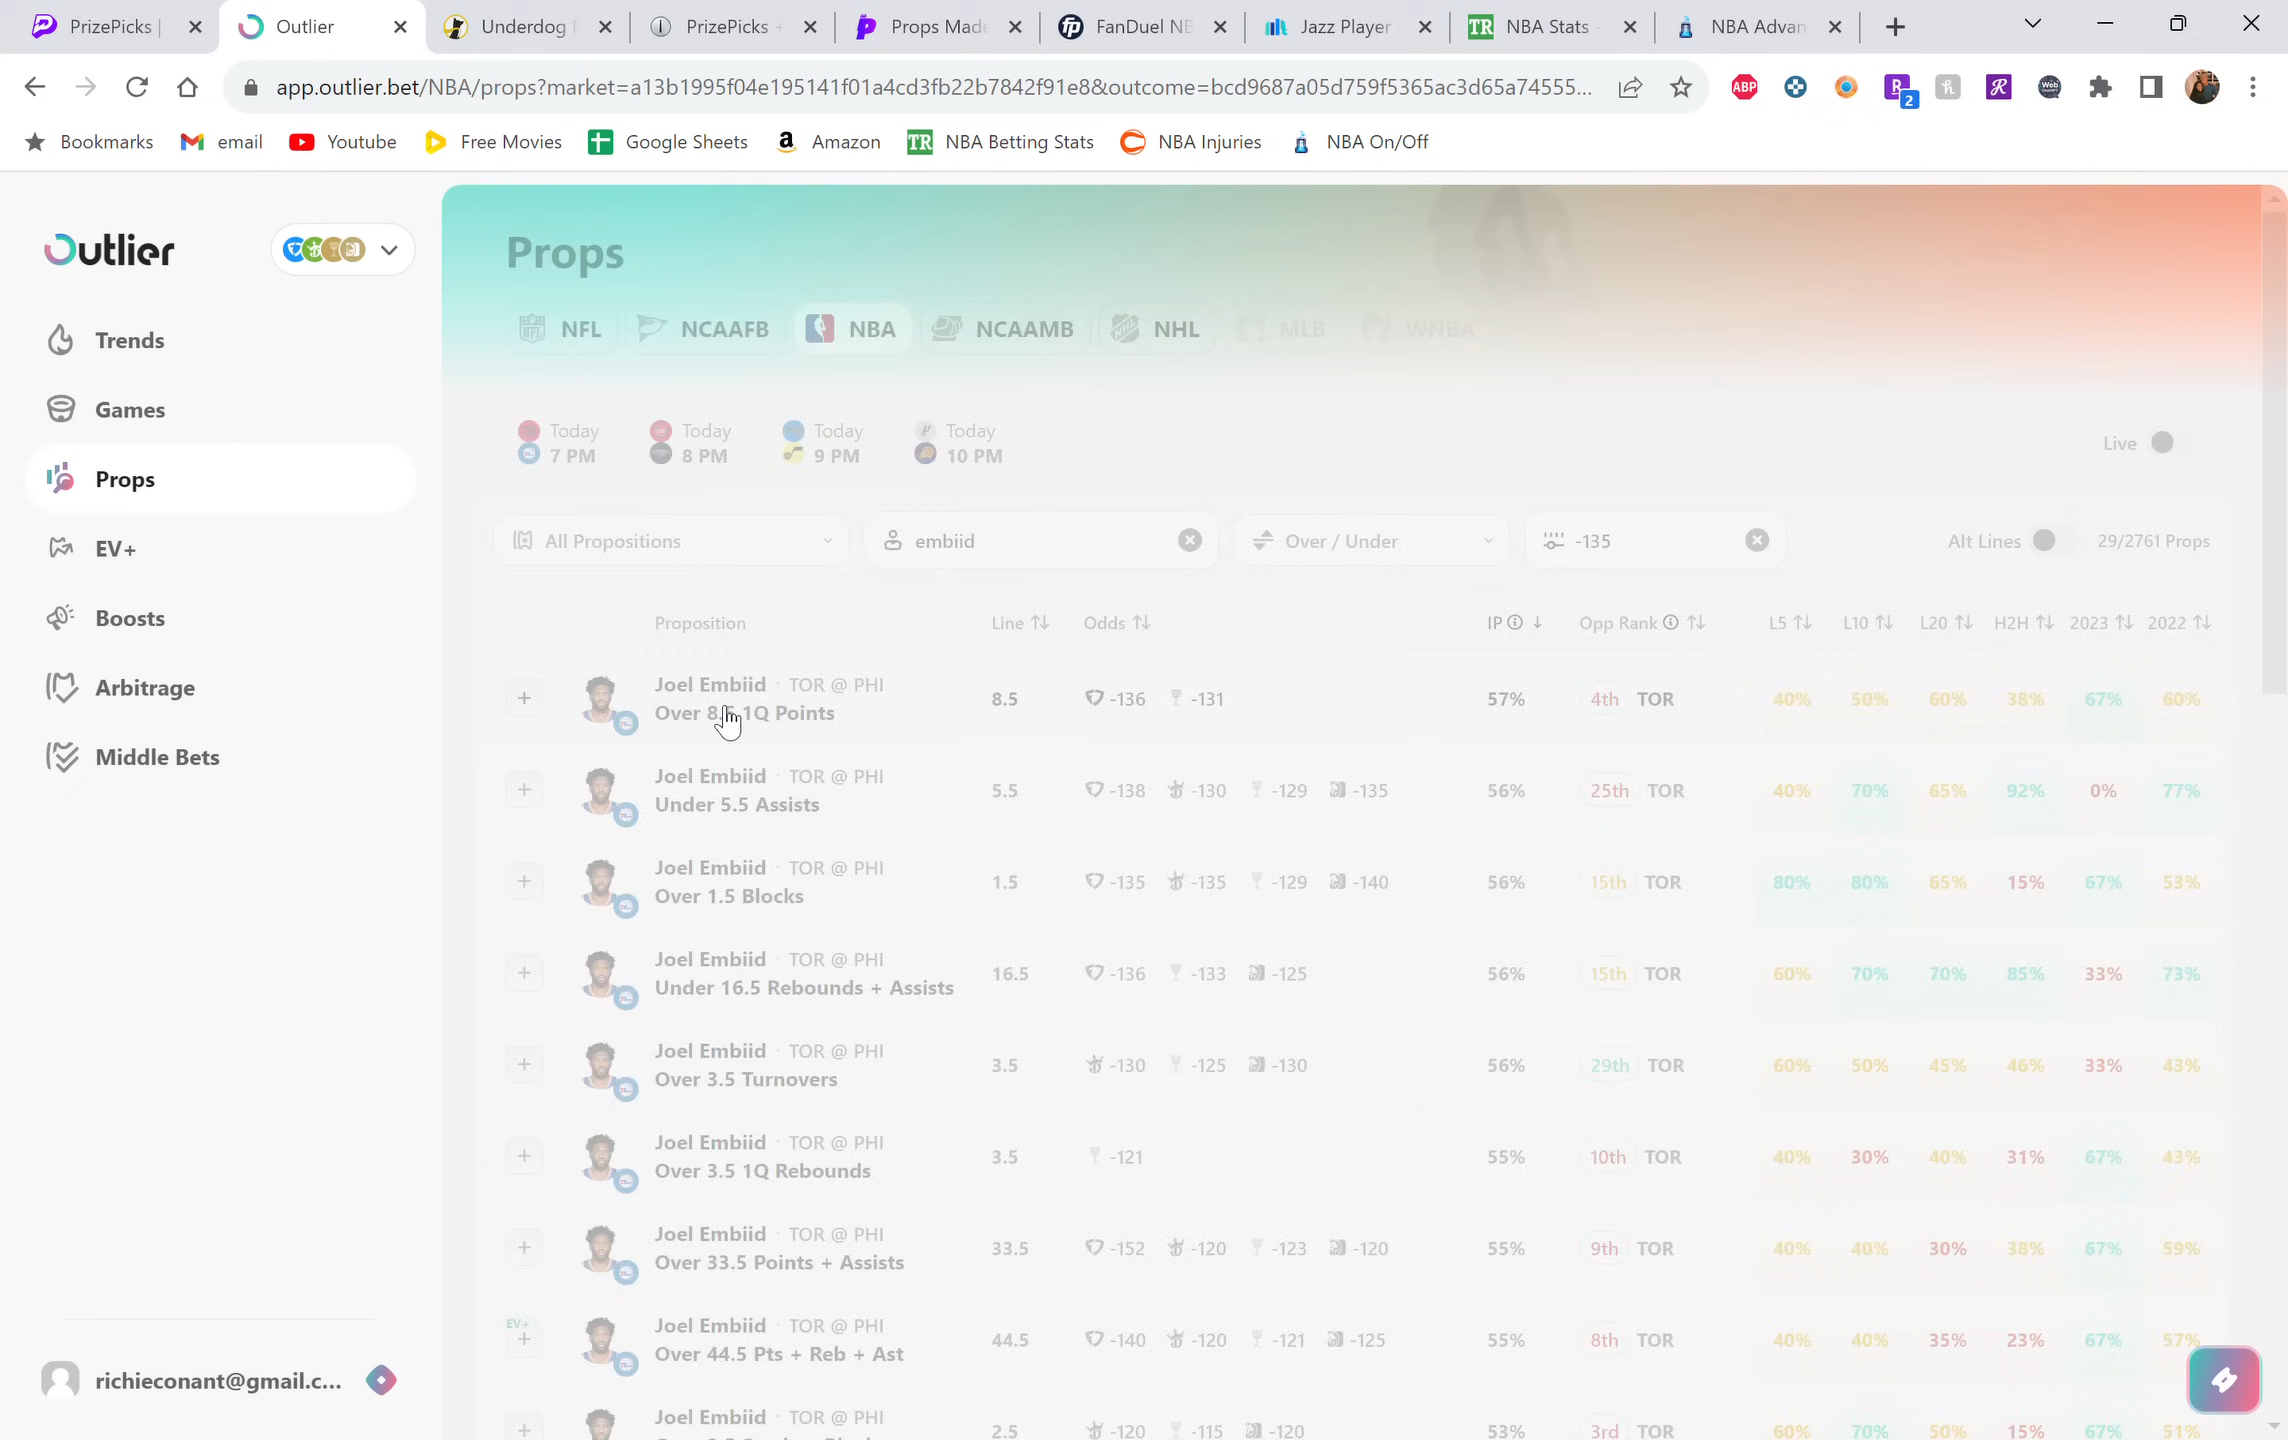 PrizePicks |
Outlier
Underdog F
PrizePicks +
Props Made
FanDuel NB
Jazz Player
NBA Stats -
NBA Advan
app.outlier.bet/NBA/props?market=a13b1995f04e195141f01a4cd3fb22b7842f91e8&outcome=bcd9687a05d759f5365ac3d65a74555...
ABP
2
Web
Bookmarks
email
Youtube
Free Movies
Google Sheets
Amazon
TR NBA Betting Stats
NBA Injuries
NBA On/Off
Outlier
Trends
Games
Props
EV+
Boosts
Arbitrage
Middle Bets
richieconant@gmail.c...
Props
NFL
NCAAFB
NBA
NCAAMB
NHL
MLB
WNBA
Today
7 PM
Today
8 PM
Today
9 PM
Today
10 PM
Live
All Propositions
embiid
Over / Under
-135
Alt Lines
29/2761 Props
Proposition Line Odds IP Opp Rank L5 L10 L20 H2H 2023 2022
Joel Embiid · TOR @ PHI
Over 8.5 1Q Points 8.5 -136 -131 57% 4th TOR 40% 50% 60% 38% 67% 60%
Joel Embiid · TOR @ PHI
Under 5.5 Assists 5.5 -138 -130 -129 -135 56% 25th TOR 40% 70% 65% 92% 0% 77%
Joel Embiid · TOR @ PHI
Over 1.5 Blocks 1.5 -135 -135 -129 -140 56% 15th TOR 80% 80% 65% 15% 67% 53%
Joel Embiid · TOR @ PHI
Under 16.5 Rebounds + Assists 16.5 -136 -133 -125 56% 15th TOR 60% 70% 70% 85% 33% 73%
Joel Embiid · TOR @ PHI
Over 3.5 Turnovers 3.5 -130 -125 -130 56% 29th TOR 60% 50% 45% 46% 33% 43%
Joel Embiid · TOR @ PHI
Over 3.5 1Q Rebounds 3.5 -121 55% 10th TOR 40% 30% 40% 31% 67% 43%
Joel Embiid · TOR @ PHI
Over 33.5 Points + Assists 33.5 -152 -120 -123 -120 55% 9th TOR 40% 40% 30% 38% 67% 59%
EV+
Joel Embiid · TOR @ PHI
Over 44.5 Pts + Reb + Ast 44.5 -140 -120 -121 -125 55% 8th TOR 40% 40% 35% 23% 67% 57%
Joel Embiid · TOR @ PHI
2.5 -120 -115 -120 53% 3rd TOR 60% 70% 50% 15% 67% 51%